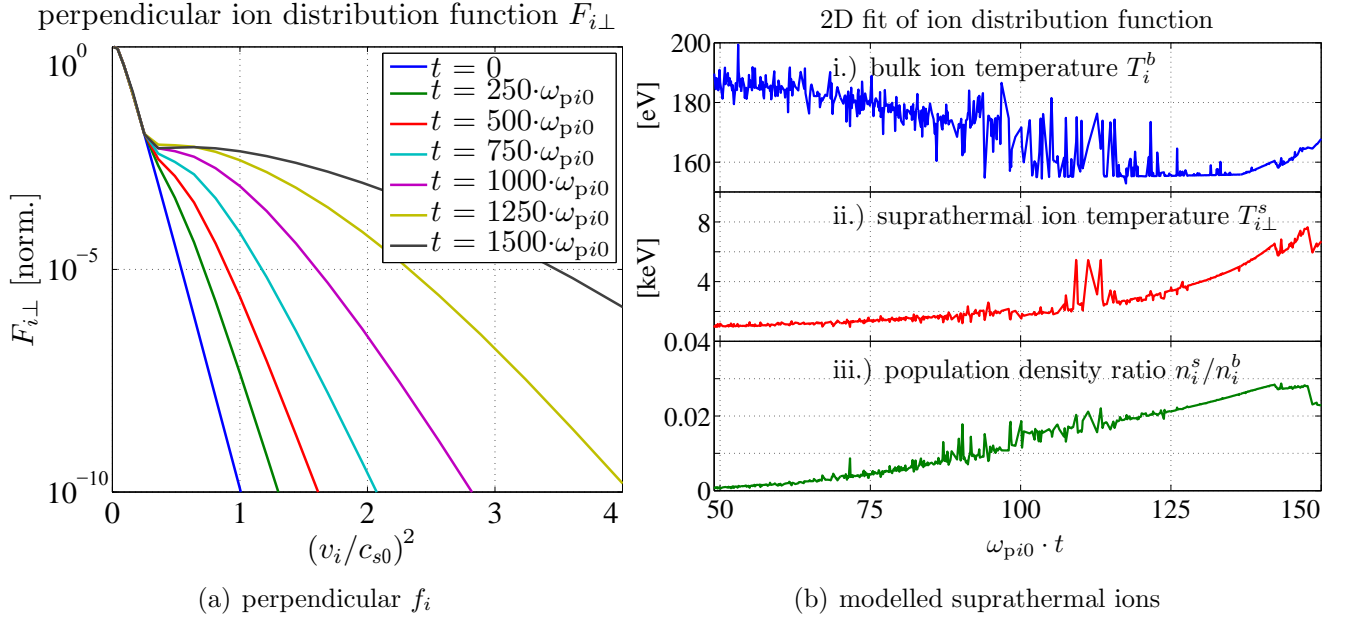 perpendicular ion distribution function F_{i⊥}
F_{i⊥} [norm.]
10^0
10^{-5}
10^{-10}
t = 0
t = 250·ω_{pi0}
t = 500·ω_{pi0}
t = 750·ω_{pi0}
t = 1000·ω_{pi0}
t = 1250·ω_{pi0}
t = 1500·ω_{pi0}
0 1 2 3 4
(v_i/c_{s0})^2
(a) perpendicular f_i
2D fit of ion distribution function
[eV]
200
180
160
i.) bulk ion temperature T_i^b
[keV]
8
4
ii.) suprathermal ion temperature T_{i⊥}^s
0.04
0.02
0
iii.) population density ratio n_i^s/n_i^b
50 75 100 125 150
ω_{pi0} · t
(b) modelled suprathermal ions